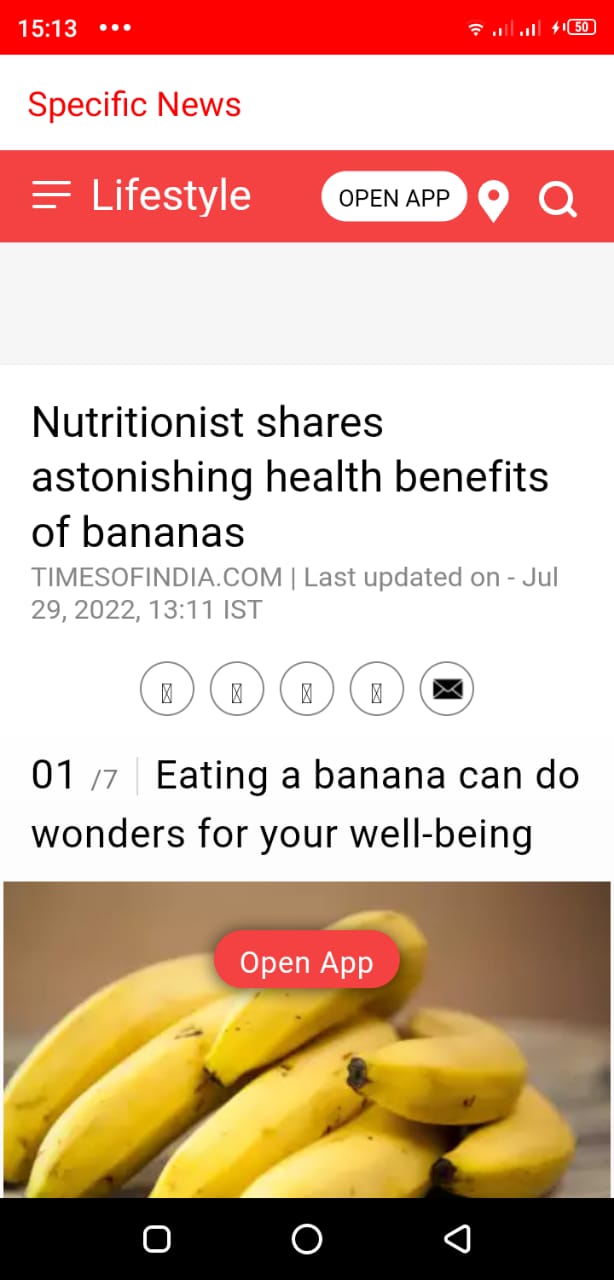 15:13
50
Specific News
Lifestyle
OPEN APP
Nutritionist shares
astonishing health benefits
of bananas
TIMESOFINDIA.COM | Last updated on - Jul
29, 2022, 13:11 IST
01 /7 Eating a banana can do
wonders for your well-being
Open App